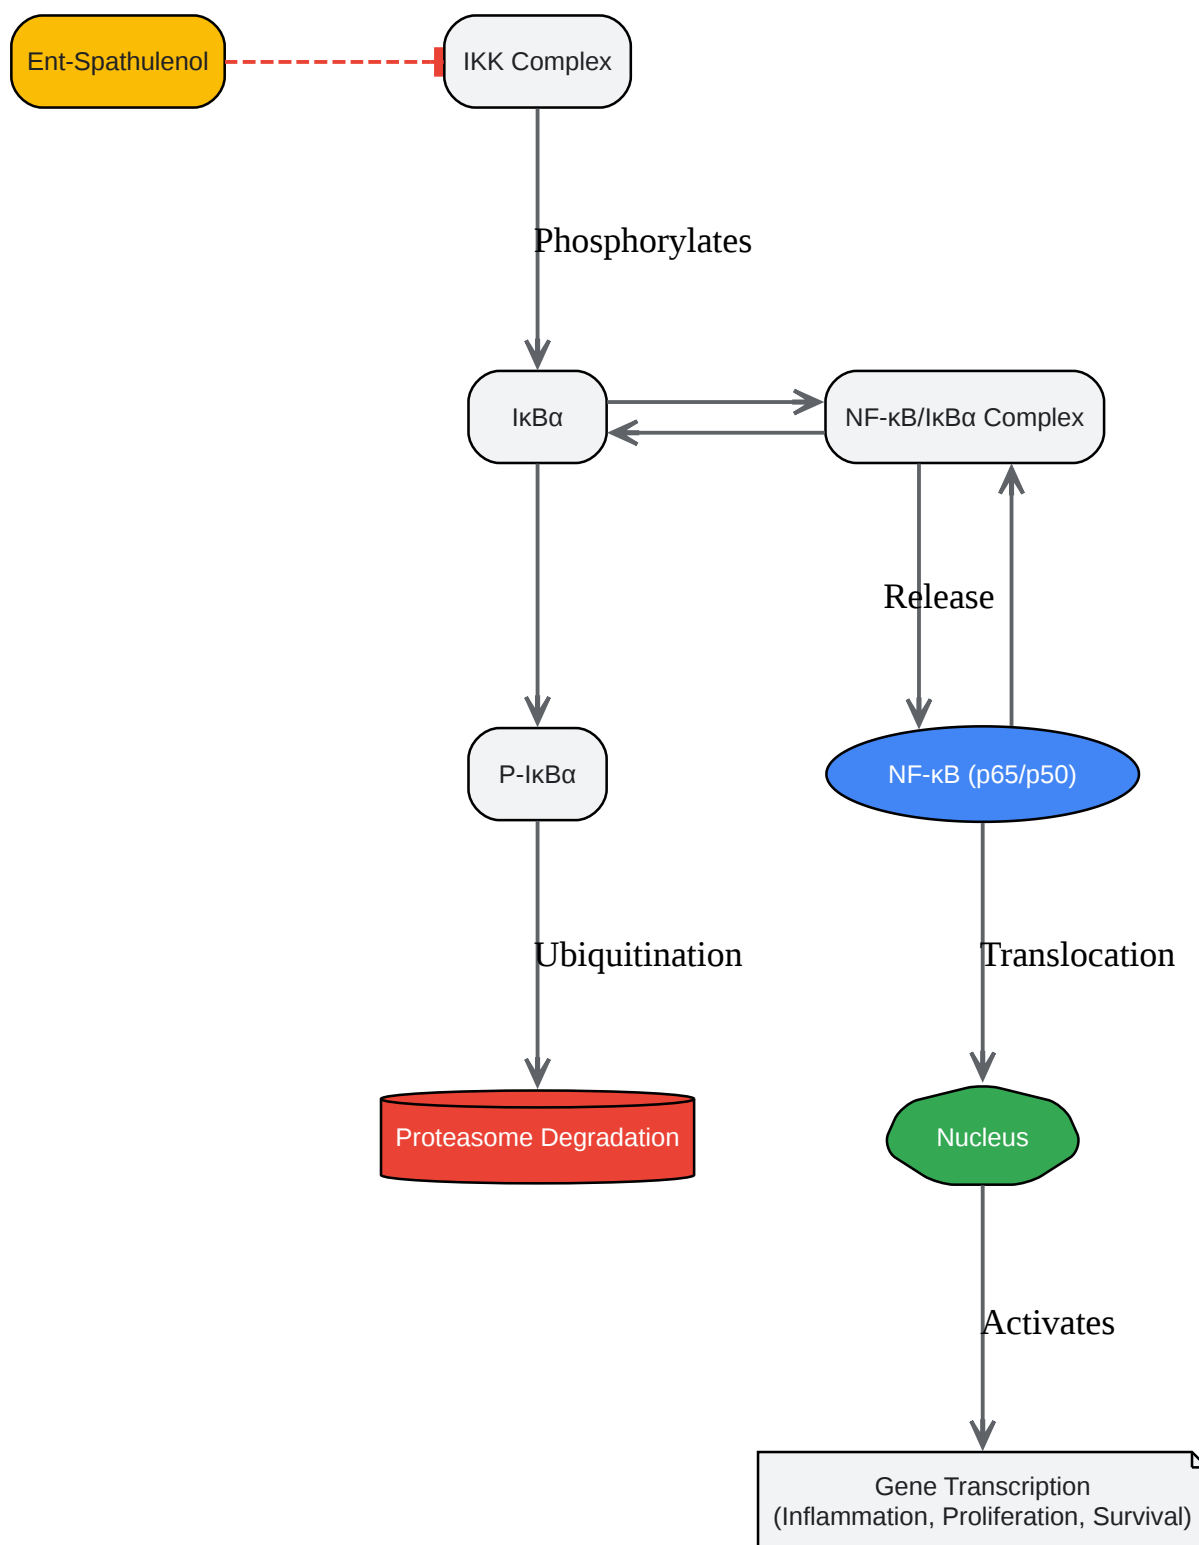 Ent-Spathulenol
IKK Complex
Phosphorylates
IκBα
NF-κB/IκBα Complex
Release
P-IκBα
NF-κB (p65/p50)
Ubiquitination
Translocation
Proteasome Degradation
Nucleus
Activates
Gene Transcription
(Inflammation, Proliferation, Survival)